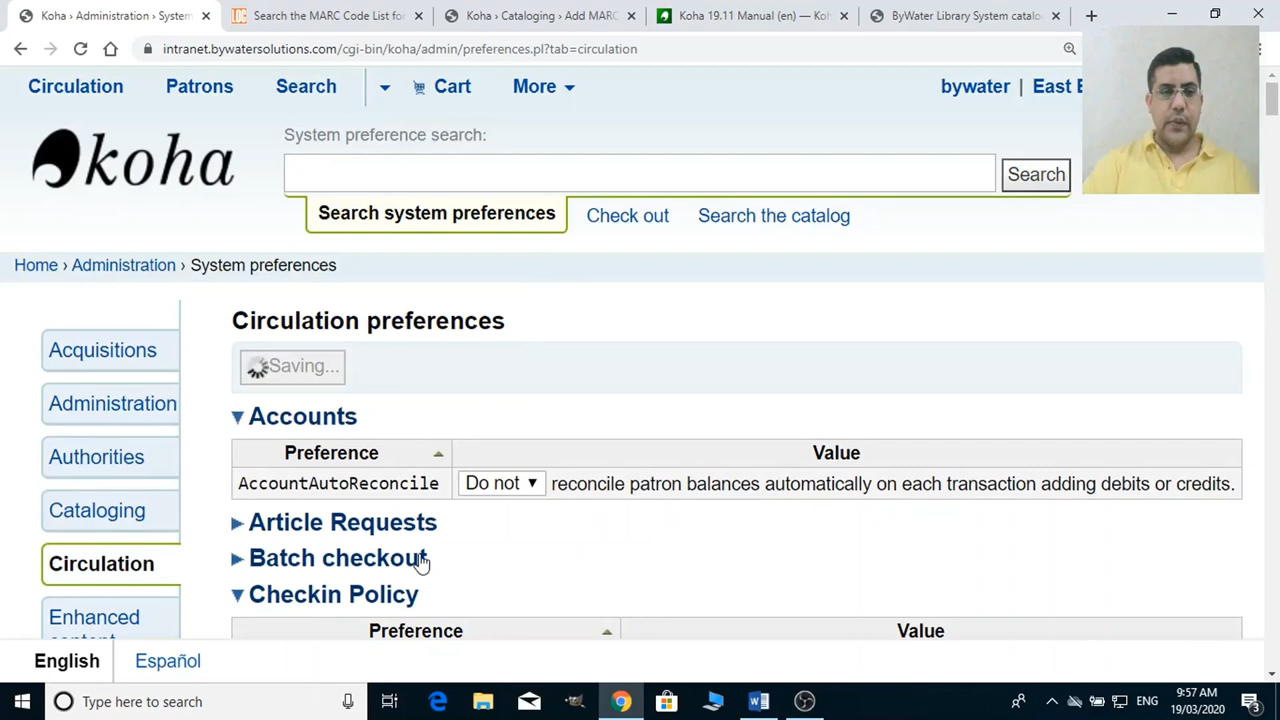 Koha › Administration › System
Search the MARC Code List for
Koha › Cataloging › Add MARC
Koha 19.11 Manual (en) — Koh
ByWater Library System catalo
intranet.bywatersolutions.com/cgi-bin/koha/admin/preferences.pl?tab=circulation
Circulation Patrons Search Cart More bywater | East E
koha
System preference search:
Search
Search system preferences Check out Search the catalog
Home › Administration › System preferences
Acquisitions
Administration
Authorities
Cataloging
Circulation
Enhanced
Circulation preferences
Saving...
Accounts
Preference Value
AccountAutoReconcile Do not reconcile patron balances automatically on each transaction adding debits or credits.
Article Requests
Batch checkout
Checkin Policy
Preference Value
English Español
Type here to search
ENG
9:57 AM
19/03/2020
3